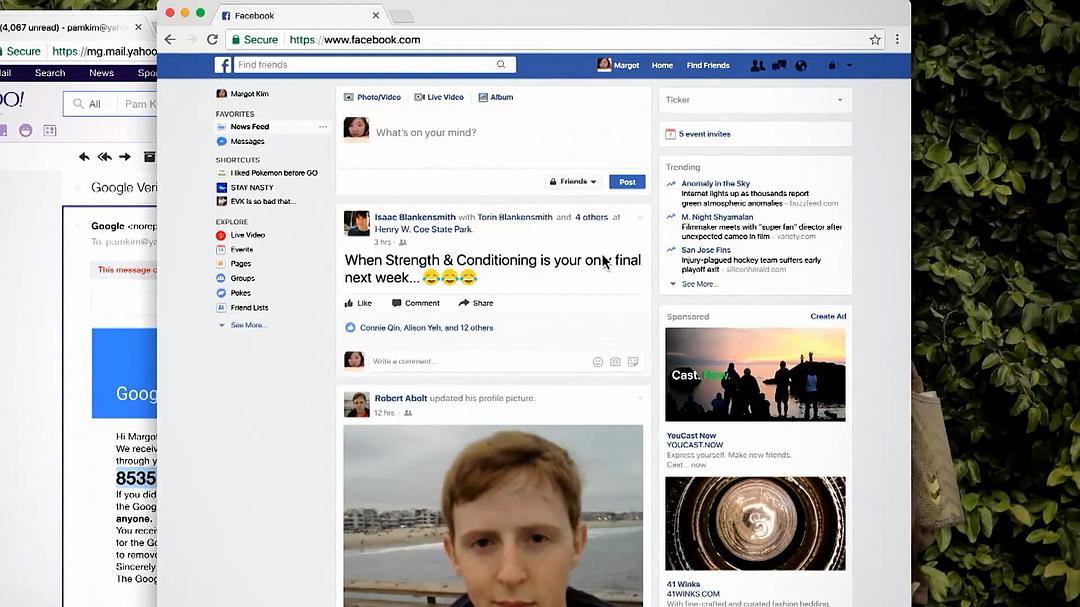 (4,067 unread) - pamkim@yaho
Secure https://mg.mail.yahoo
ail Search News Spo
OO!
All Pam K
Google Veri
Google <norep
To pamkim@ya
This message c
Goog
Hi Margo
We receiv
through y
8535
If you did
the Goog
anyone.
You recei
for the Go
to remov
Sincerely
The Goog
Facebook
Secure https://www.facebook.com
f Find friends
Margot Home Find Friends
Margot Kim
FAVORITES
News Feed
Messages
SHORTCUTS
I liked Pokemon before GO
STAY NASTY
EVK is so bad that...
EXPLORE
Live Video
Events
Pages
Groups
Pokes
Friend Lists
See More...
Photo/Video Live Video Album
What's on your mind?
Friends Post
Isaac Blankensmith with Torin Blankensmith and 4 others at
Henry W. Coe State Park.
3 hrs
When Strength & Conditioning is your only final
next week... 😂😂😂
Like Comment Share
Connie Qin, Alison Yeh, and 12 others
Write a comment...
Robert Abolt updated his profile picture.
12 hrs
Ticker
5 event invites
Trending
Anomaly in the Sky
Internet lights up as thousands report
green atmospheric anomalies - buzzfeed.com
M. Night Shyamalan
Filmmaker meets with "super fan" director after
unexpected cameo in film - variety.com
San Jose Fins
Injury-plagued hockey team suffers early
playoff exit - siliconherald.com
See More...
Sponsored Create Ad
Cast. Now.
YouCast Now
YOUCAST.NOW
Express yourself. Make new friends.
Cast... now.
41 Winks
41WINKS.COM
With fine-crafted and curated fashion bedding,